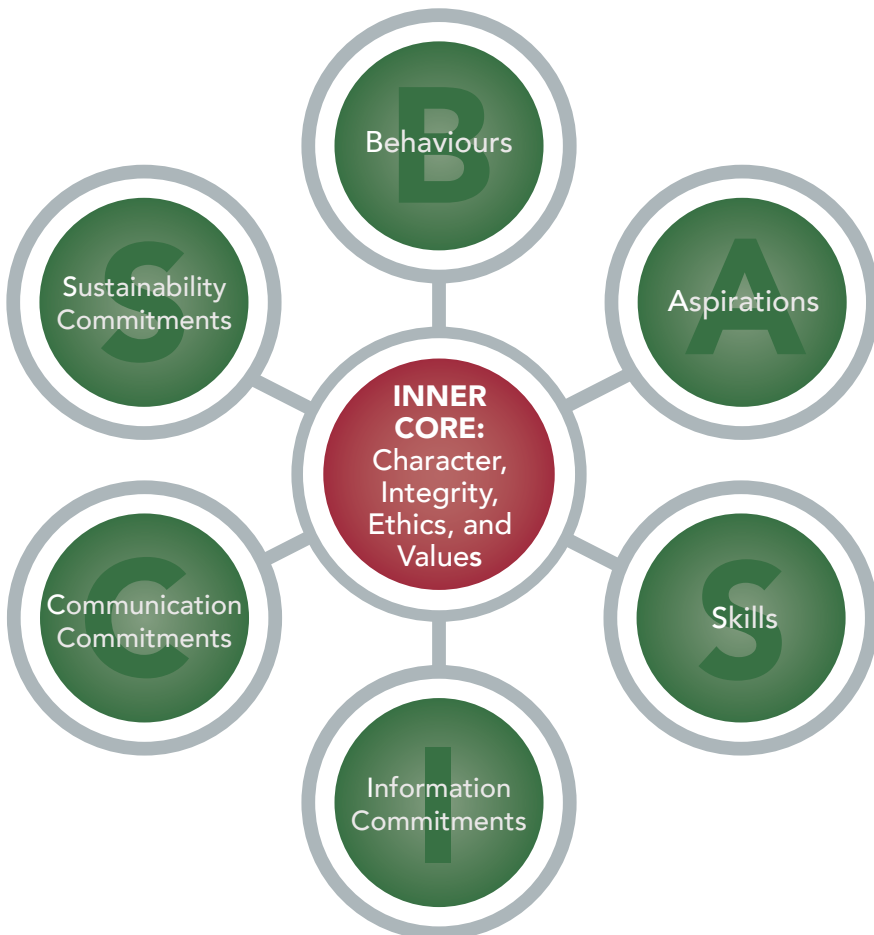 B
Behaviours
A
Aspirations
S
Skills
I
Information
Commitments
C
Communication
Commitments
S
Sustainability
Commitments
INNER
CORE:
Character,
Integrity,
Ethics, and
Values